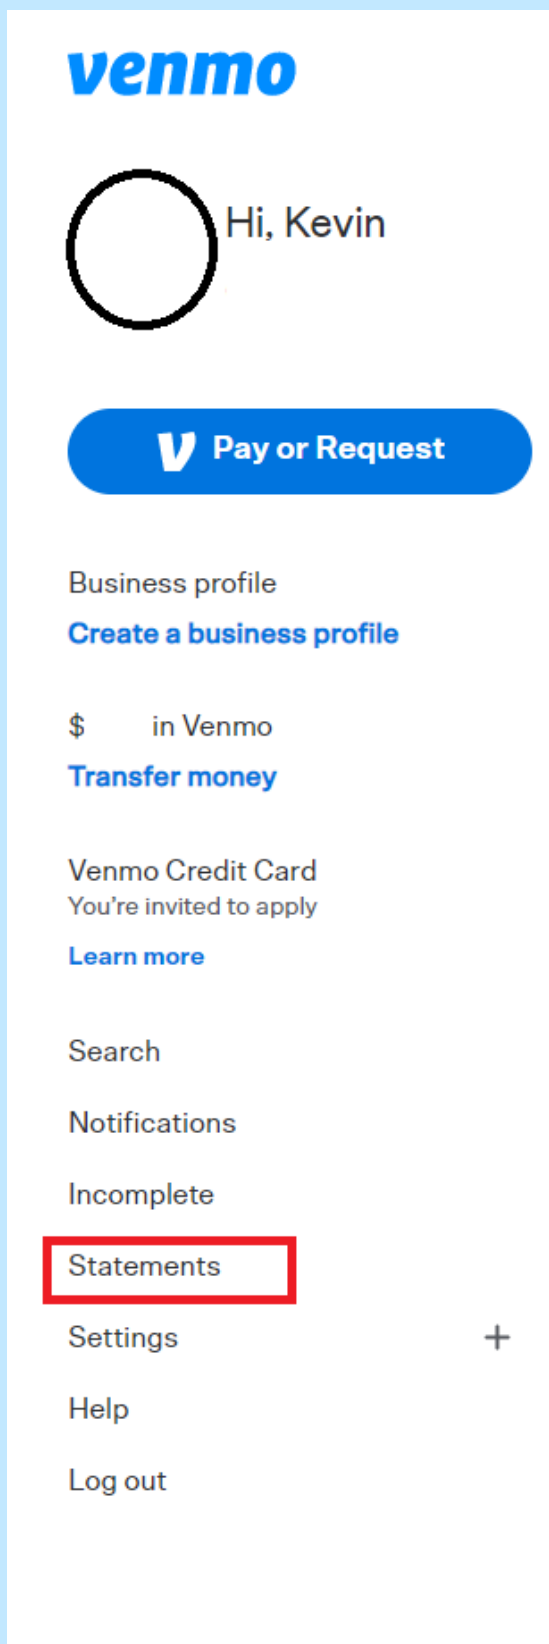 venmo
Hi, Kevin
V Pay or Request
Business profile
Create a business profile
$ in Venmo
Transfer money
Venmo Credit Card
You're invited to apply
Learn more
Search
Notifications
Incomplete
Statements
Settings +
Help
Log out